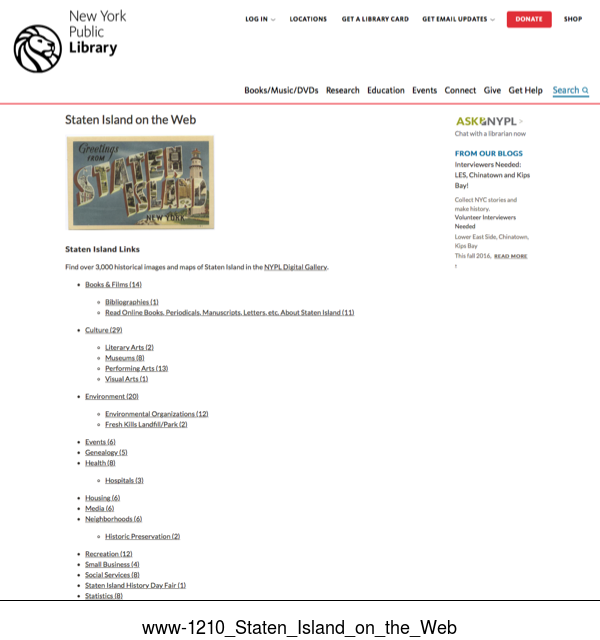 New York
Public
Library
LOG IN
LOCATIONS
GET A LIBRARY CARD
GET EMAIL UPDATES
DONATE
SHOP
Books/Music/DVDs Research Education Events Connect Give Get Help Search
Staten Island on the Web
Greetings
FROM
STATEN
ISLAND
NEW YORK
Staten Island Links
Find over 3,000 historical images and maps of Staten Island in the NYPL Digital Gallery.
Books & Films (14)
Bibliographies (1)
Read Online Books, Periodicals, Manuscripts, Letters, etc. About Staten Island (11)
Culture (29)
Literary Arts (2)
Museums (8)
Performing Arts (13)
Visual Arts (1)
Environment (20)
Environmental Organizations (12)
Fresh Kills Landfill/Park (2)
Events (6)
Genealogy (5)
Health (8)
Hospitals (3)
Housing (6)
Media (6)
Neighborhoods (6)
Historic Preservation (2)
Recreation (12)
Small Business (4)
Social Services (8)
Staten Island History Day Fair (1)
Statistics (8)
ASK NYPL >
Chat with a librarian now
FROM OUR BLOGS
Interviewers Needed:
LES, Chinatown and Kips
Bay!
Collect NYC stories and
make history.
Volunteer Interviewers
Needed
Lower East Side, Chinatown,
Kips Bay
This fall 2016, READ MORE
www-1210_Staten_Island_on_the_Web